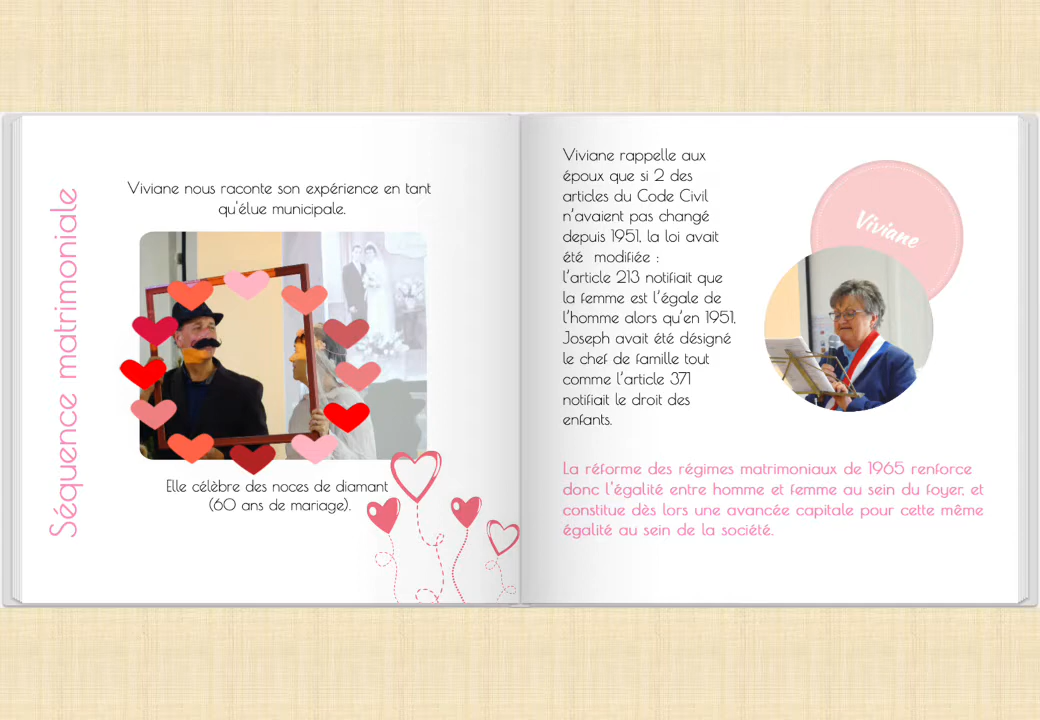 Séquence matrimoniale
Viviane nous raconte son expérience en tant
qu'élue municipale.
Elle célèbre des noces de diamant
(60 ans de mariage).
Viviane rappelle aux
époux que si 2 des
articles du Code Civil
n'avaient pas changé
depuis 1951, la loi avait
été modifiée :
l'article 213 notifiait que
la femme est l'égale de
l'homme alors qu'en 1951,
Joseph avait été désigné
le chef de famille tout
comme l'article 371
notifiait le droit des
enfants.
Viviane
La réforme des régimes matrimoniaux de 1965 renforce
donc l'égalité entre homme et femme au sein du foyer, et
constitue dès lors une avancée capitale pour cette même
égalité au sein de la société.